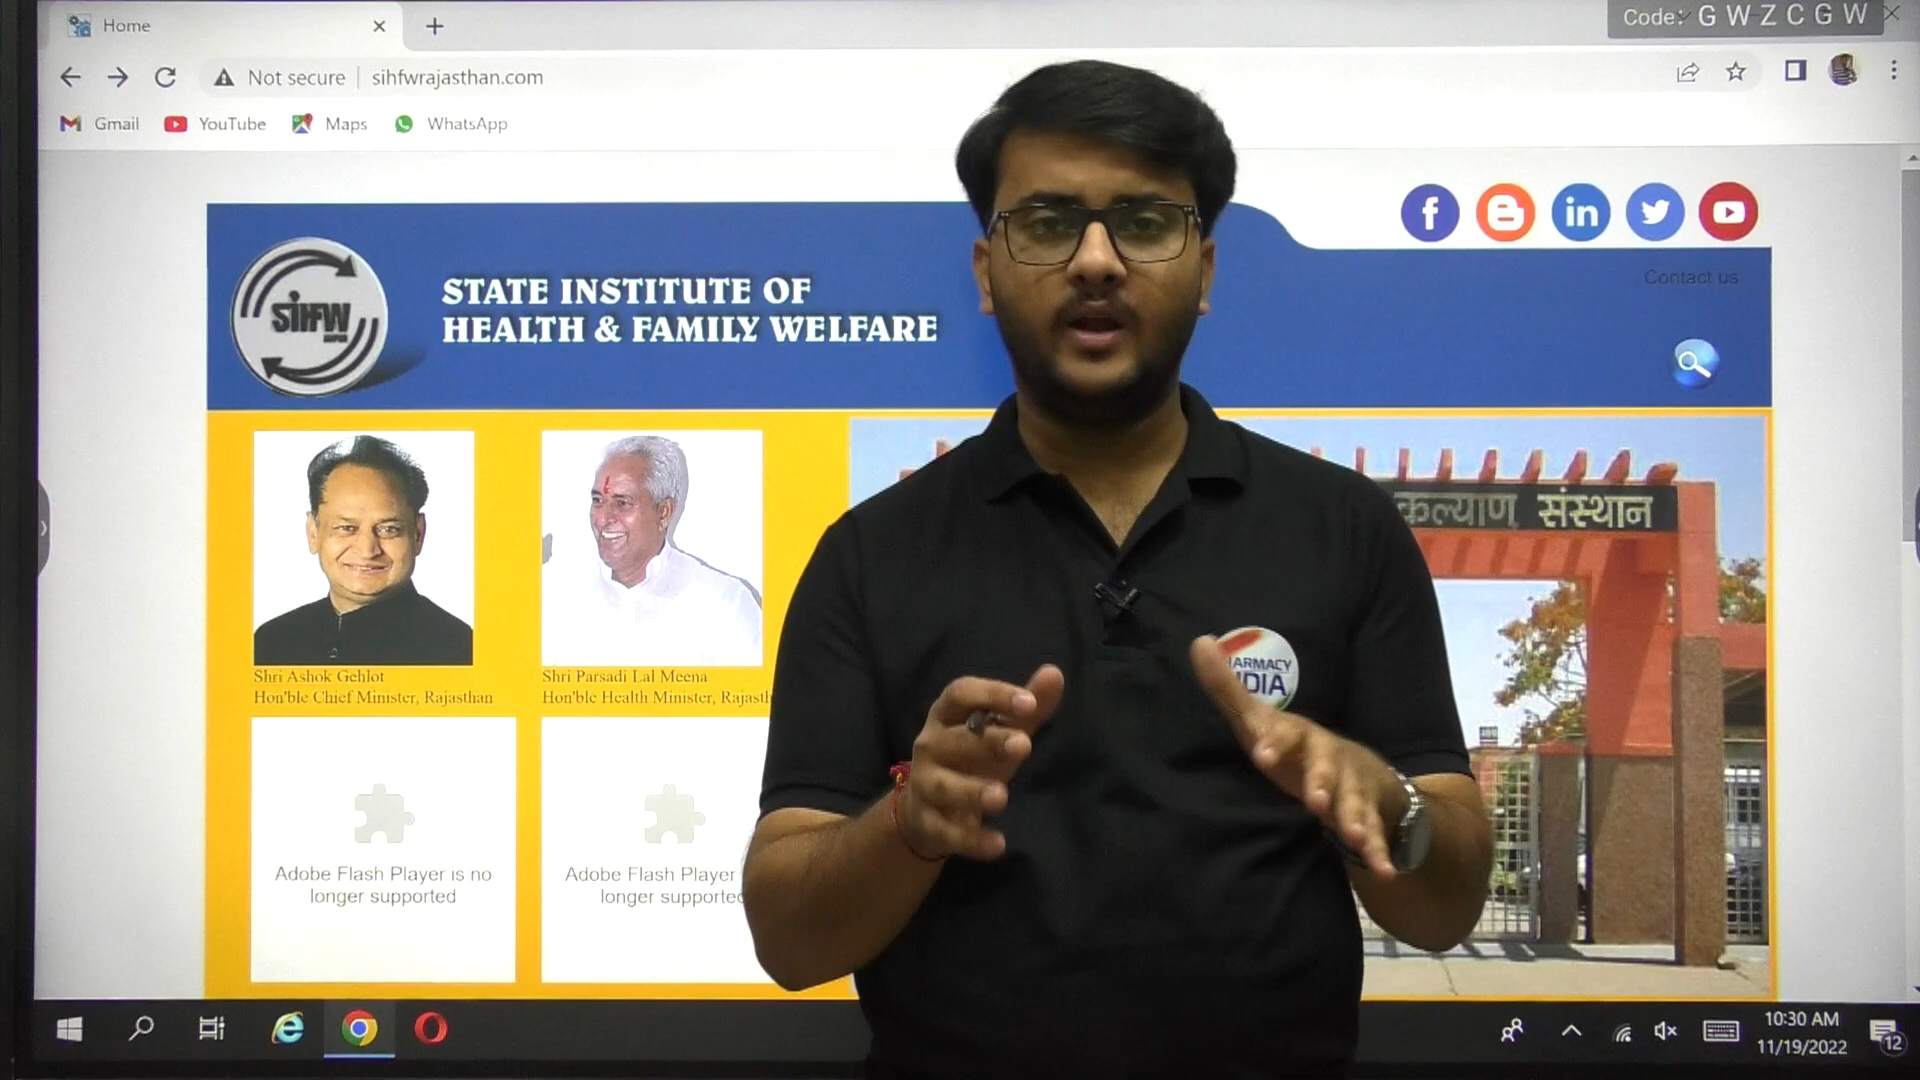 Home
Code: G W Z C G W
Not secure
sihfwrajasthan.com
Gmail
YouTube
Maps
WhatsApp
SIHFW
STATE INSTITUTE OF
HEALTH & FAMILY WELFARE
Contact us
कल्याण संस्थान
Shri Ashok Gehlot
Hon'ble Chief Minister, Rajasthan
Shri Parsadi Lal Meena
Hon'ble Health Minister, Rajasth
ARMACY
DIA
Adobe Flash Player is no
longer supported
Adobe Flash Player
longer supported
10:30 AM
11/19/2022
12